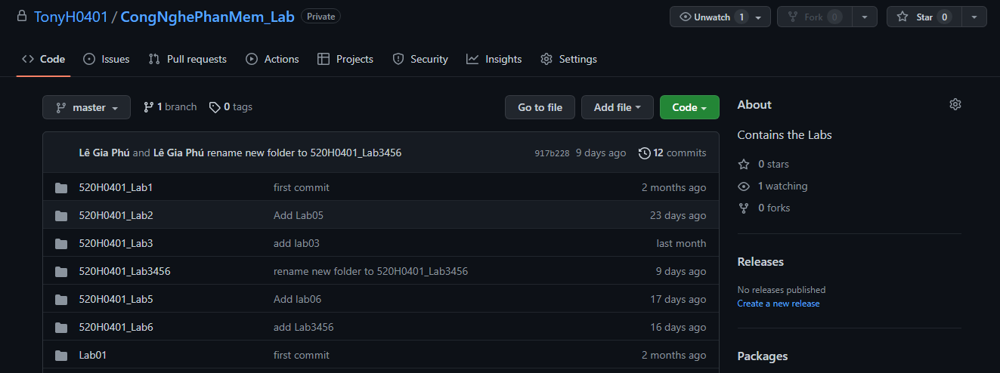 TonyH0401 / CongNghePhanMem_Lab Private Unwatch 1 Fork 0 Star 0
Code Issues Pull requests Actions Projects Security Insights Settings
master 1 branch 0 tags Go to file Add file Code
Lê Gia Phú and Lê Gia Phú rename new folder to 520H0401_Lab3456 917b228 9 days ago 12 commits
520H0401_Lab1 first commit 2 months ago
520H0401_Lab2 Add Lab05 23 days ago
520H0401_Lab3 add lab03 last month
520H0401_Lab3456 rename new folder to 520H0401_Lab3456 9 days ago
520H0401_Lab5 Add lab06 17 days ago
520H0401_Lab6 add Lab3456 16 days ago
Lab01 first commit 2 months ago
About
Contains the Labs
0 stars
1 watching
0 forks
Releases
No releases published
Create a new release
Packages